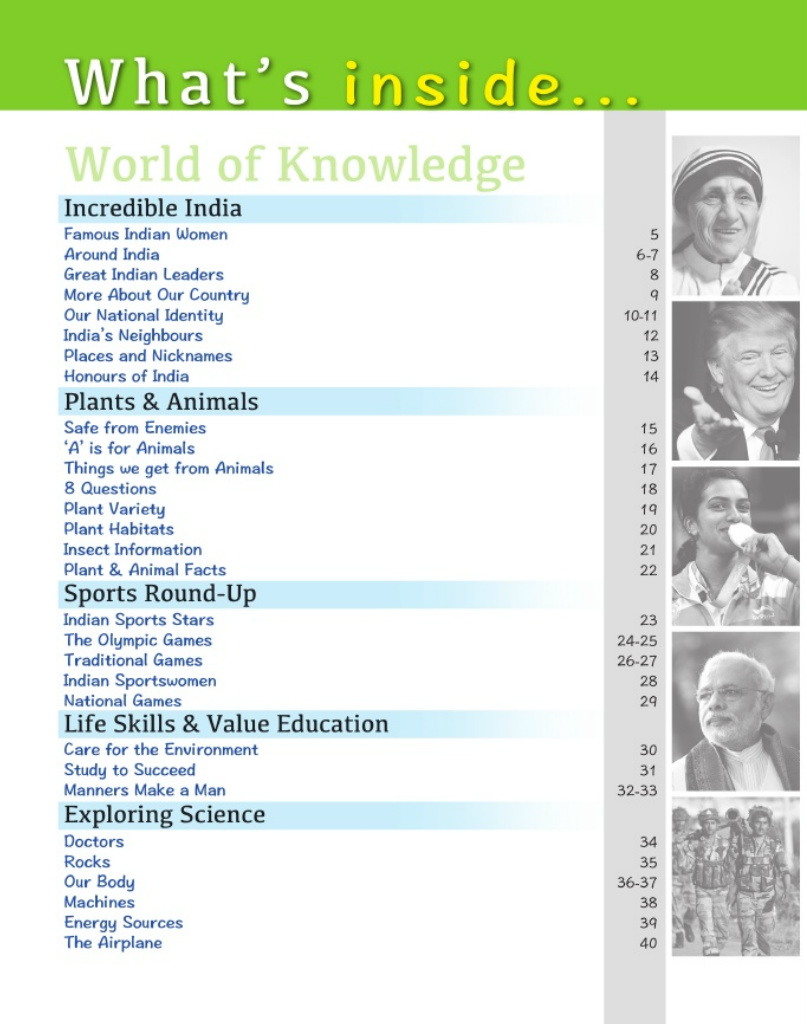 What's inside...
World of Knowledge
Incredible India
Famous Indian Women 5
Around India 6-7
Great Indian Leaders 8
More About Our Country 9
Our National Identity 10-11
India's Neighbours 12
Places and Nicknames 13
Honours of India 14
Plants & Animals
Safe from Enemies 15
‘A’ is for Animals 16
Things we get from Animals 17
8 Questions 18
Plant Variety 19
Plant Habitats 20
Insect Information 21
Plant & Animal Facts 22
Sports Round-Up
Indian Sports Stars 23
The Olympic Games 24-25
Traditional Games 26-27
Indian Sportswomen 28
National Games 29
Life Skills & Value Education
Care for the Environment 30
Study to Succeed 31
Manners Make a Man 32-33
Exploring Science
Doctors 34
Rocks 35
Our Body 36-37
Machines 38
Energy Sources 39
The Airplane 40